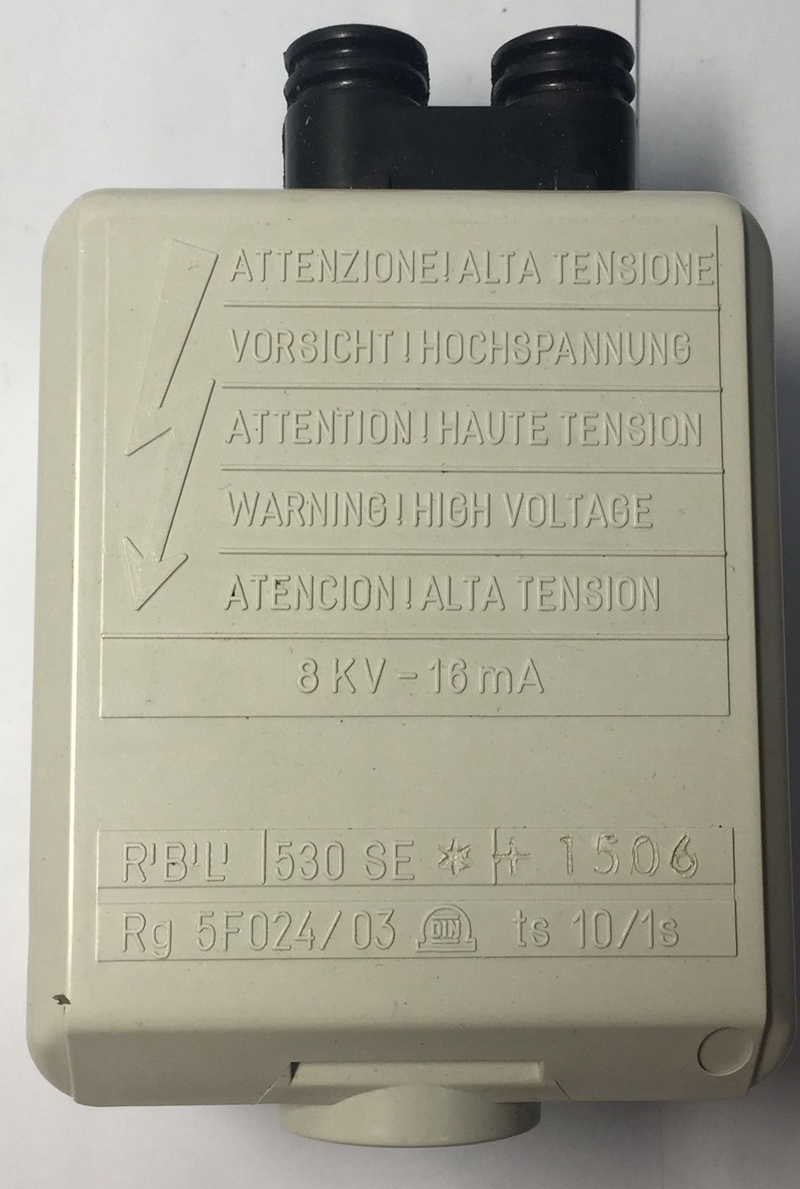 ATTENZIONE! ALTA TENSIONE
VORSICHT! HOCHSPANNUNG
ATTENTION! HAUTE TENSION
WARNING! HIGH VOLTAGE
ATENCION! ALTA TENSION
8 KV - 16 mA
R.B.L. 530 SE * + 1506
Rg 5F024/03 DIN ts 10/1s